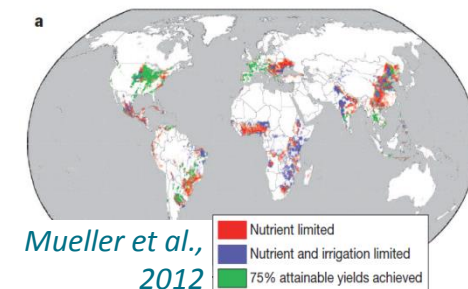 a
Mueller et al.,
2012
Nutrient limited
Nutrient and irrigation limited
75% attainable yields achieved